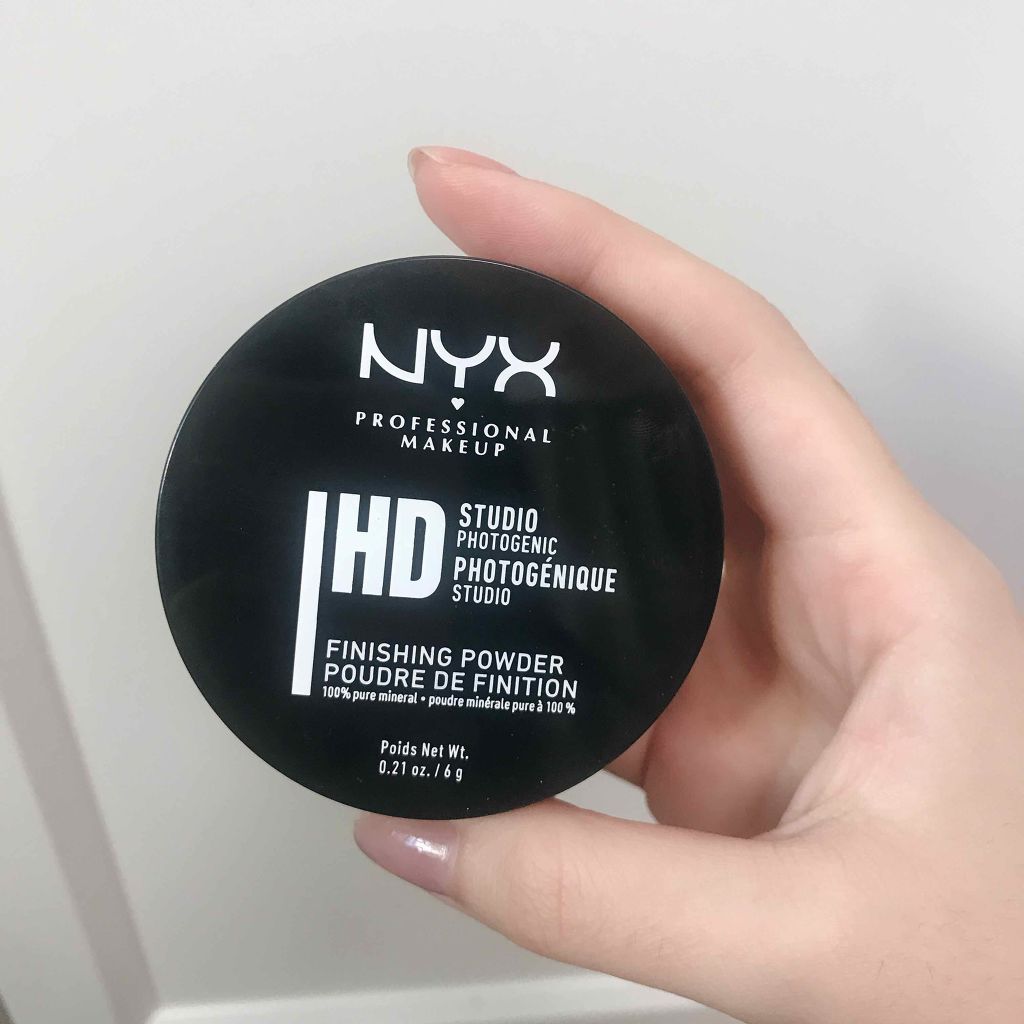 NYX
PROFESSIONAL
MAKEUP
HD
STUDIO
PHOTOGENIC
PHOTOGÉNIQUE
STUDIO
FINISHING POWDER
POUDRE DE FINITION
100% pure mineral • poudre minérale pure à 100 %
Poids Net Wt.
0.21 oz. / 6 g